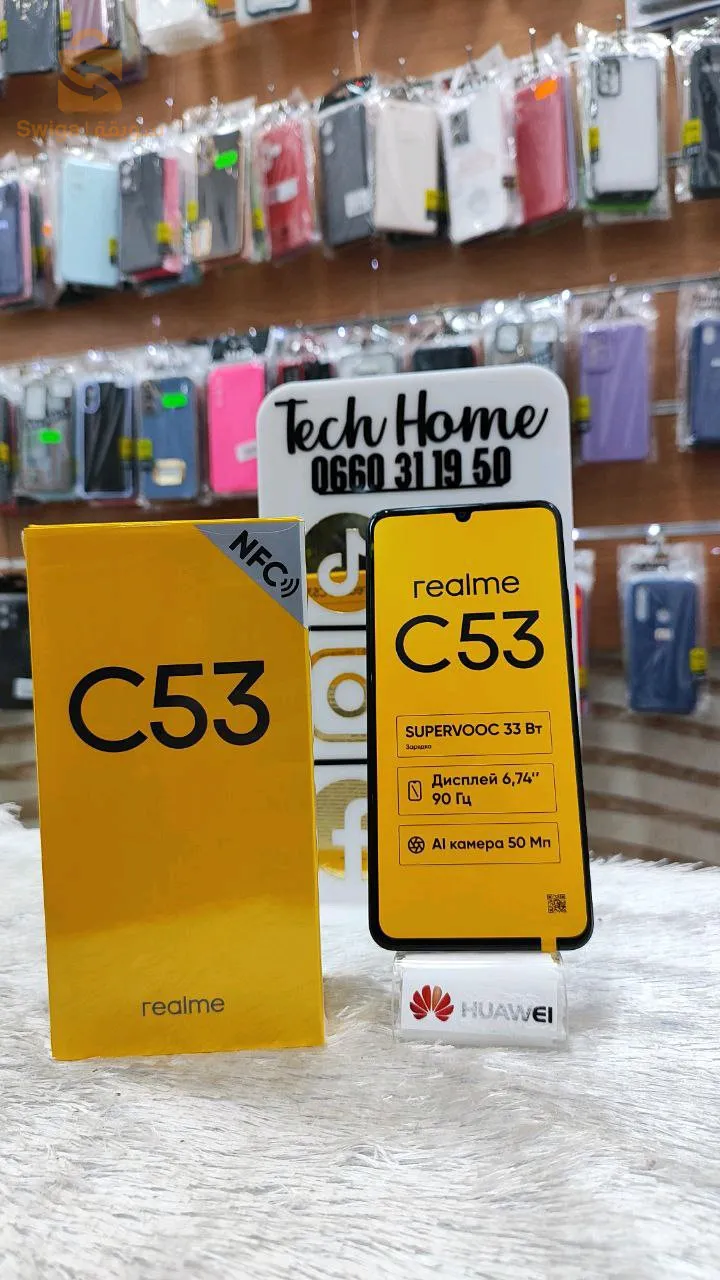 Tech Home
0660 31 19 50
NFC
C53
realme
realme
C53
SUPERVOOC 33 Вт
Зарядка
Дисплей 6,74″
90 Гц
AI камера 50 Мп
HUAWEI